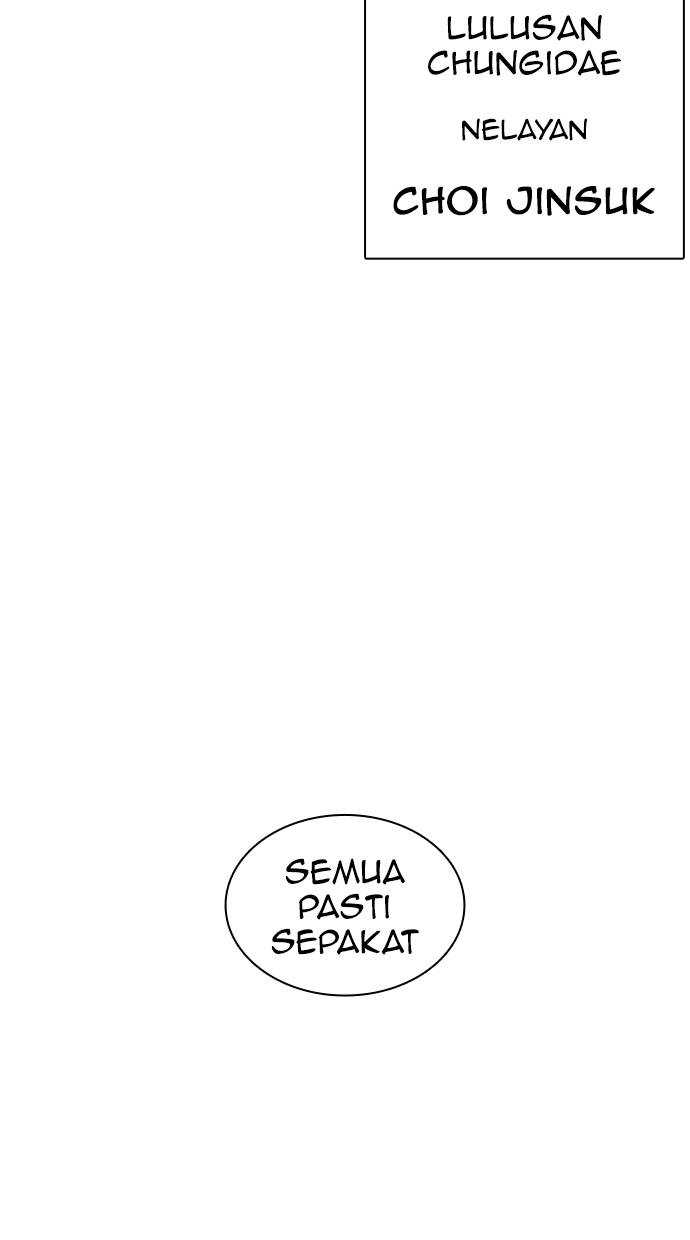 LULUSAN
CHUNGIDAE
NELAYAN
CHOI JINSUK
SEMUA
PASTI
SEPAKAT